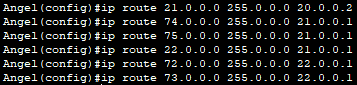 Angel(config)#ip route 21.0.0.0 255.0.0.0 20.0.0.2
Angel(config)#ip route 74.0.0.0 255.0.0.0 21.0.0.1
Angel(config)#ip route 75.0.0.0 255.0.0.0 21.0.0.1
Angel(config)#ip route 22.0.0.0 255.0.0.0 21.0.0.1
Angel(config)#ip route 72.0.0.0 255.0.0.0 22.0.0.1
Angel(config)#ip route 73.0.0.0 255.0.0.0 22.0.0.1